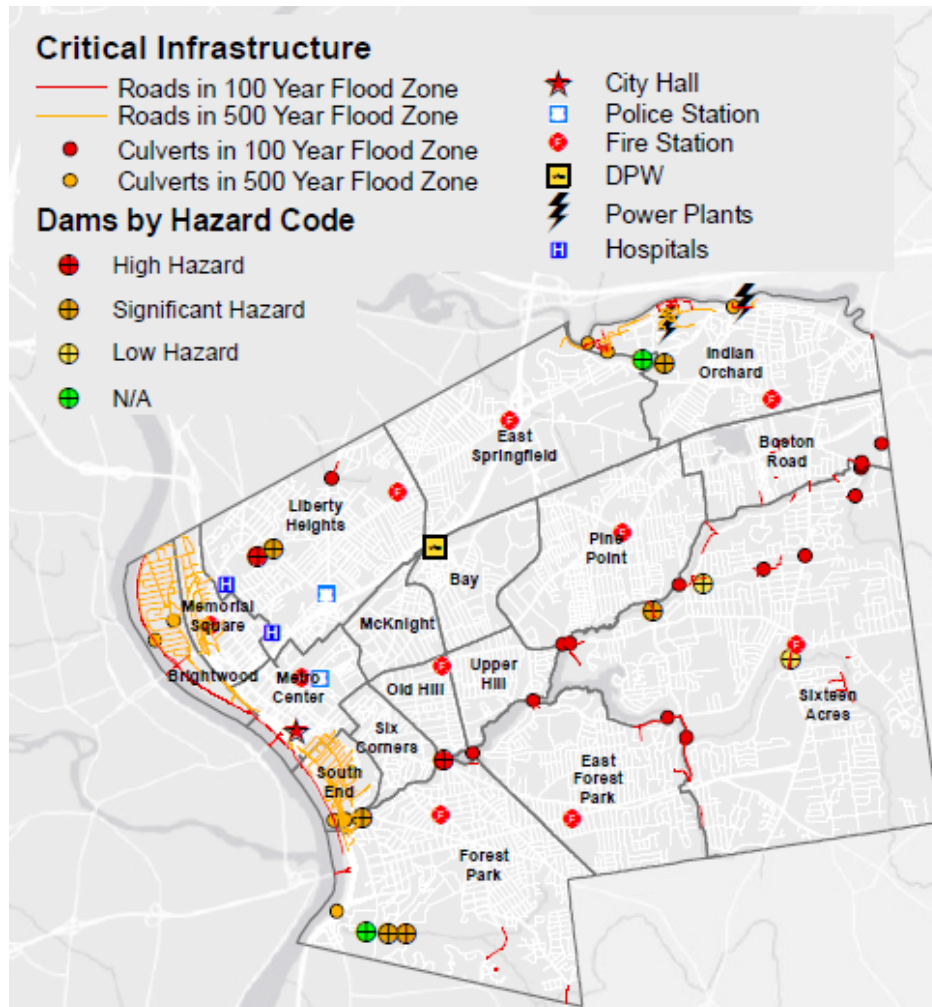 Critical Infrastructure
Roads in 100 Year Flood Zone
Roads in 500 Year Flood Zone
Culverts in 100 Year Flood Zone
Culverts in 500 Year Flood Zone
Dams by Hazard Code
High Hazard
Significant Hazard
Low Hazard
N/A
City Hall
Police Station
F
Fire Station
DPW
Power Plants
H
Hospitals
Indian
Orchard
F
F
East
Springfield
Boston
Road
F
Liberty
Heights
F
Pine
Point
Bay
H
Memorial
Square
McKnight
H
F
Brightwood
Metro
Center
F
Old Hill
Upper
Hill
F
Sixteen
Acres
Six
Corners
South
End
East
Forest
Park
F
F
Forest
Park